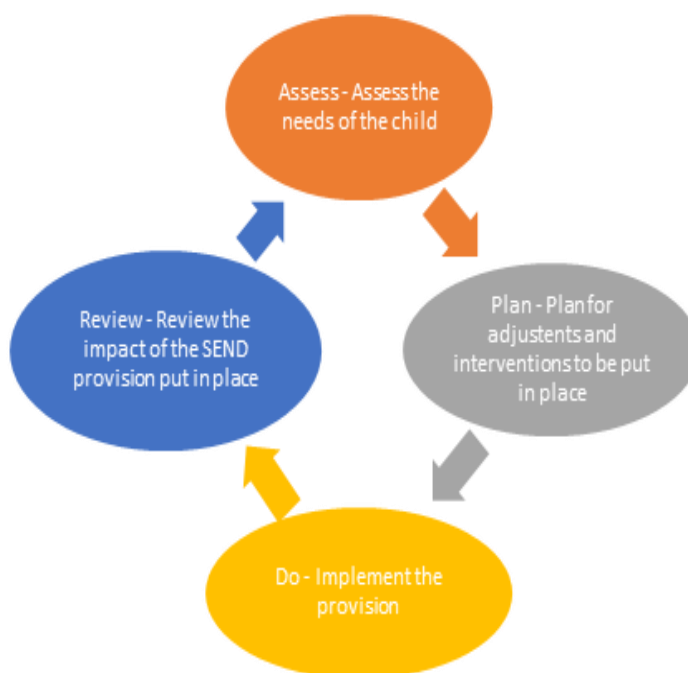 Assess - Assess the
needs of the child
Plan - Plan for
adjustents and
interventions to be put
in place
Do - Implement the
provision
Review - Review the
impact of the SEND
provision put in place